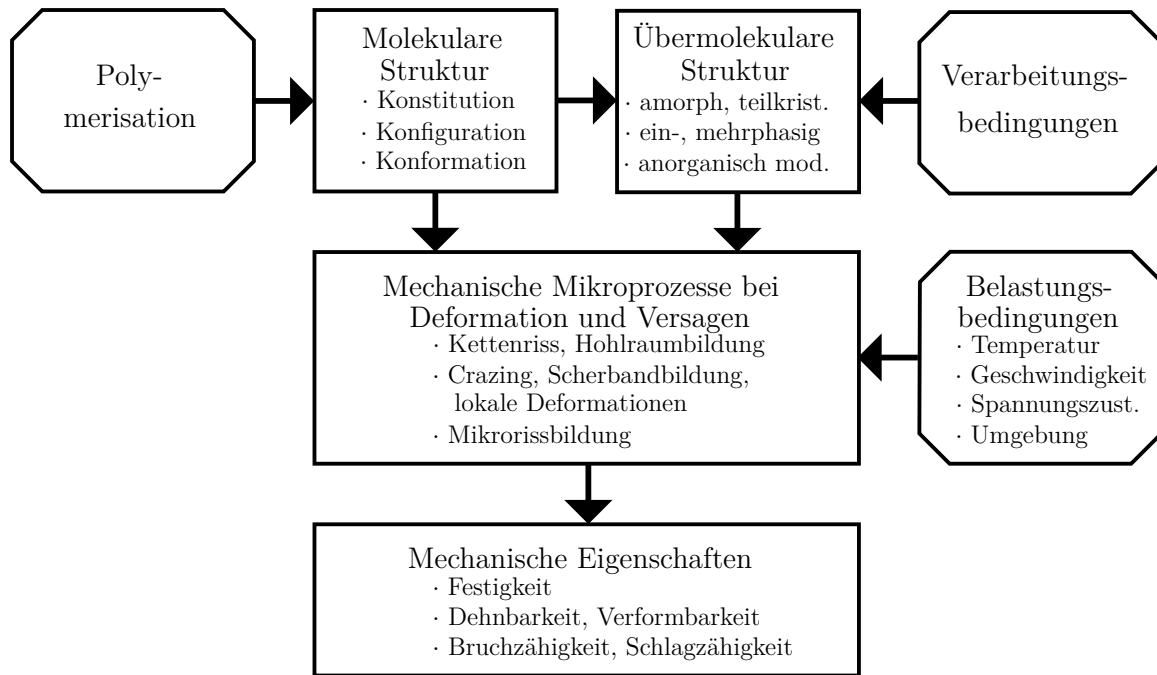 Poly-
merisation
Molekulare
Struktur
· Konstitution
· Konfiguration
· Konformation
Übermolekulare
Struktur
· amorph, teilkrist.
· ein-, mehrphasig
· anorganisch mod.
Verarbeitungs-
bedingungen
Mechanische Mikroprozesse bei
Deformation und Versagen
· Kettenriss, Hohlraumbildung
· Crazing, Scherbandbildung,
lokale Deformationen
· Mikrorissbildung
Belastungs-
bedingungen
· Temperatur
· Geschwindigkeit
· Spannungszust.
· Umgebung
Mechanische Eigenschaften
· Festigkeit
· Dehnbarkeit, Verformbarkeit
· Bruchzähigkeit, Schlagzähigkeit